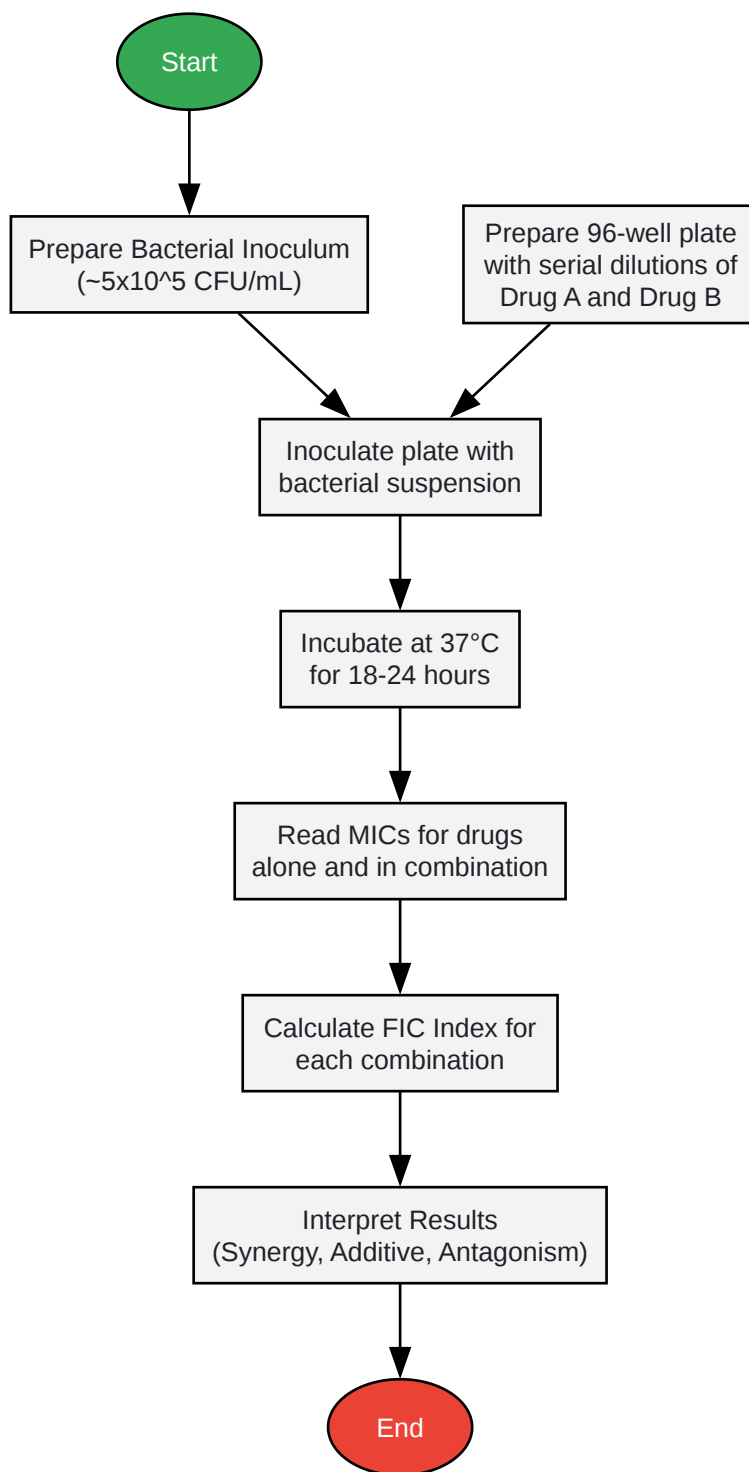 Start
Prepare Bacterial Inoculum
(~5x10^5 CFU/mL)
Prepare 96-well plate
with serial dilutions of
Drug A and Drug B
Inoculate plate with
bacterial suspension
Incubate at 37°C
for 18-24 hours
Read MICs for drugs
alone and in combination
Calculate FIC Index for
each combination
Interpret Results
(Synergy, Additive, Antagonism)
End